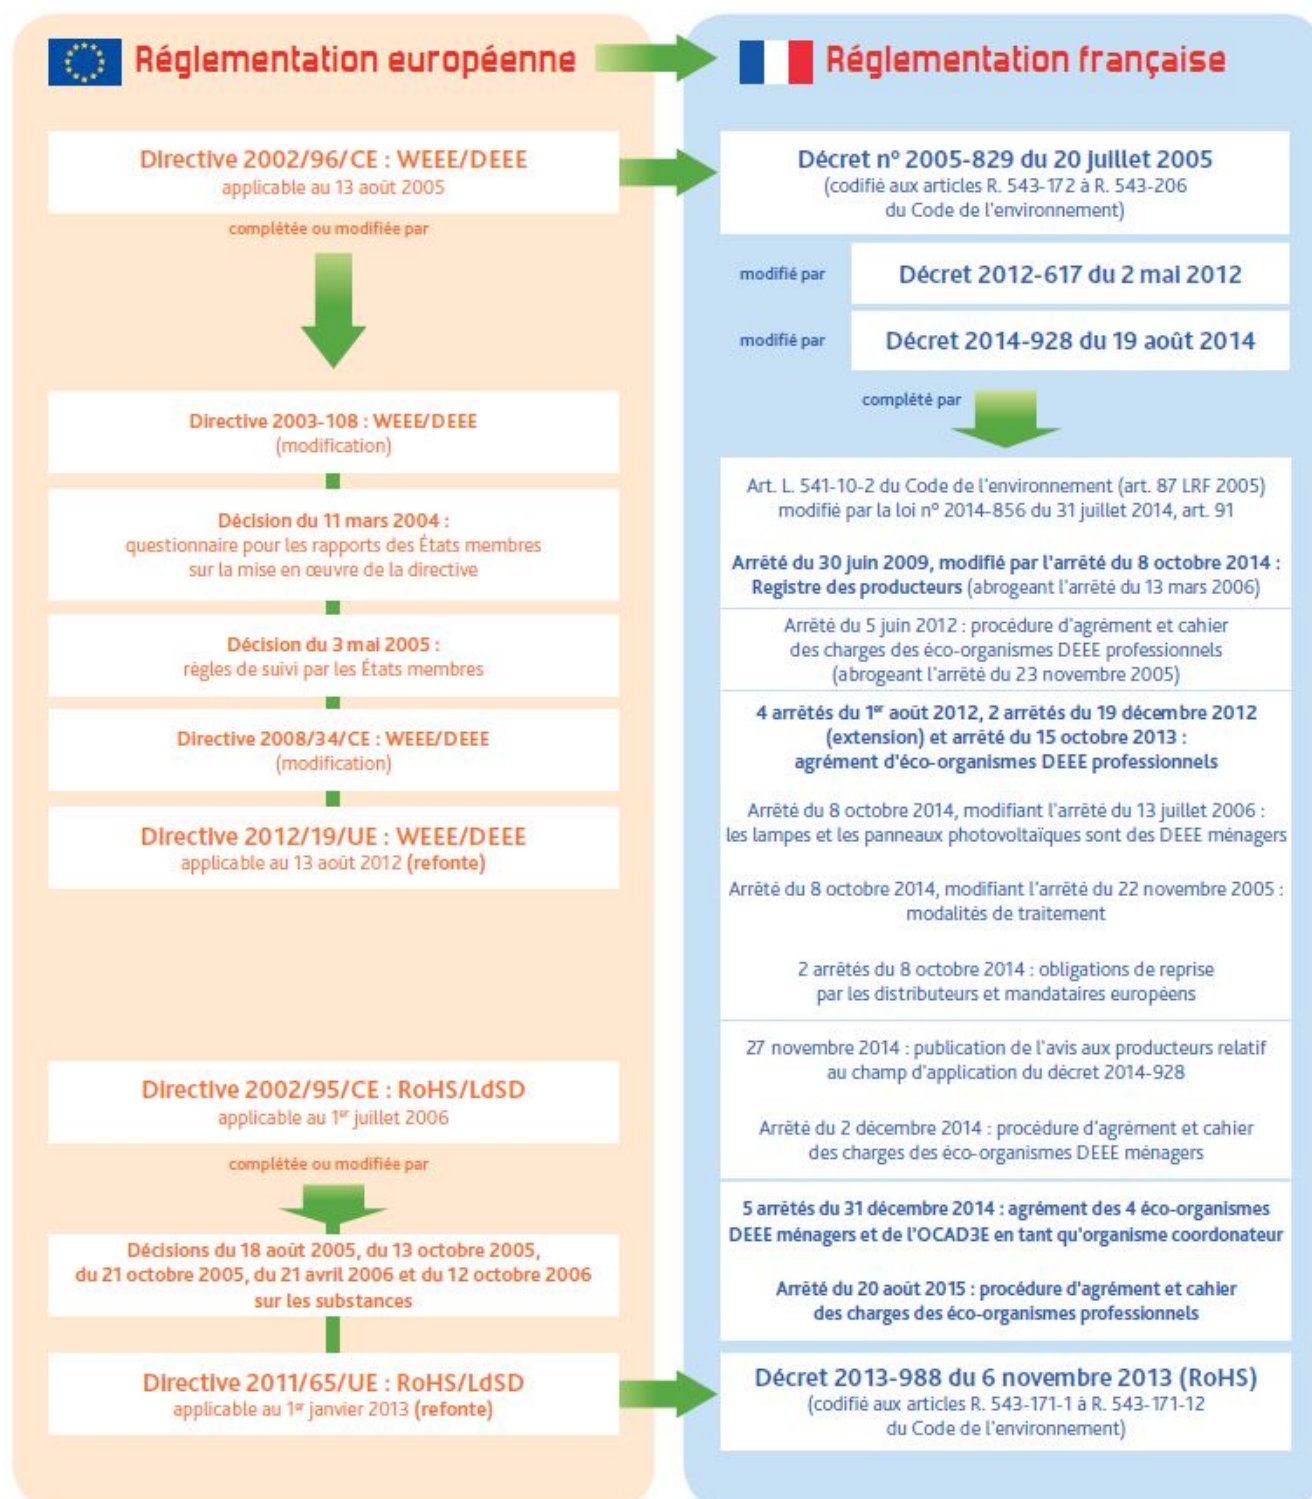 Réglementation européenne
Directive 2002/96/CE : WEEE/DEEE
applicable au 13 août 2005
complétée ou modifiée par
Directive 2003-108 : WEEE/DEEE
(modification)
Décision du 11 mars 2004 :
questionnaire pour les rapports des États membres
sur la mise en œuvre de la directive
Décision du 3 mai 2005 :
règles de suivi par les États membres
Directive 2008/34/CE : WEEE/DEEE
(modification)
Directive 2012/19/UE : WEEE/DEEE
applicable au 13 août 2012 (refonte)
Directive 2002/95/CE : RoHS/LdSD
applicable au 1er juillet 2006
complétée ou modifiée par
Décisions du 18 août 2005, du 13 octobre 2005,
du 21 octobre 2005, du 21 avril 2006 et du 12 octobre 2006
sur les substances
Directive 2011/65/UE : RoHS/LdSD
applicable au 1er janvier 2013 (refonte)
Réglementation française
Décret nº 2005-829 du 20 juillet 2005
(codifié aux articles R. 543-172 à R. 543-206
du Code de l'environnement)
modifié par
Décret 2012-617 du 2 mai 2012
modifié par
Décret 2014-928 du 19 août 2014
complété par
Art. L. 541-10-2 du Code de l'environnement (art. 87 LRF 2005)
modifié par la loi nº 2014-856 du 31 juillet 2014, art. 91
Arrêté du 30 juin 2009, modifié par l'arrêté du 8 octobre 2014 :
Registre des producteurs (abrogeant l'arrêté du 13 mars 2006)
Arrêté du 5 juin 2012 : procédure d'agrément et cahier
des charges des éco-organismes DEEE professionnels
(abrogeant l'arrêté du 23 novembre 2005)
4 arrêtés du 1er août 2012, 2 arrêtés du 19 décembre 2012
(extension) et arrêté du 15 octobre 2013 :
agrément d'éco-organismes DEEE professionnels
Arrêté du 8 octobre 2014, modifiant l'arrêté du 13 juillet 2006 :
les lampes et les panneaux photovoltaïques sont des DEEE ménagers
Arrêté du 8 octobre 2014, modifiant l'arrêté du 22 novembre 2005 :
modalités de traitement
2 arrêtés du 8 octobre 2014 : obligations de reprise
par les distributeurs et mandataires européens
27 novembre 2014 : publication de l'avis aux producteurs relatif
au champ d'application du décret 2014-928
Arrêté du 2 décembre 2014 : procédure d'agrément et cahier
des charges des éco-organismes DEEE ménagers
5 arrêtés du 31 décembre 2014 : agrément des 4 éco-organismes
DEEE ménagers et de l'OCAD3E en tant qu'organisme coordonateur
Arrêté du 20 août 2015 : procédure d'agrément et cahier
des charges des éco-organismes professionnels
Décret 2013-988 du 6 novembre 2013 (RoHS)
(codifié aux articles R. 543-171-1 à R. 543-171-12
du Code de l'environnement)